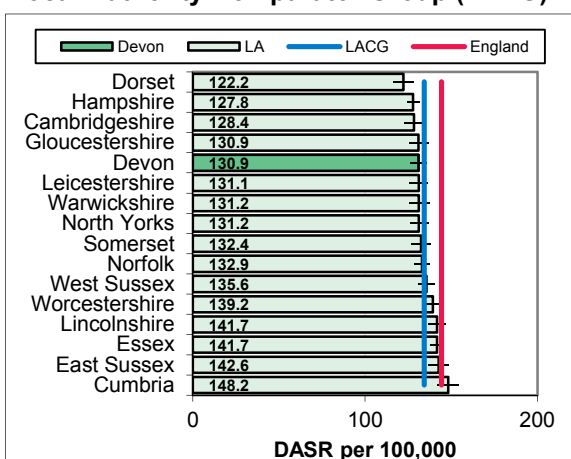 Devon LA LACG England
Dorset 122.2
Hampshire 127.8
Cambridgeshire 128.4
Gloucestershire 130.9
Devon 130.9
Leicestershire 131.1
Warwickshire 131.2
North Yorks 131.2
Somerset 132.4
Norfolk 132.9
West Sussex 135.6
Worcestershire 139.2
Lincolnshire 141.7
Essex 141.7
East Sussex 142.6
Cumbria 148.2
0 100 200
DASR per 100,000